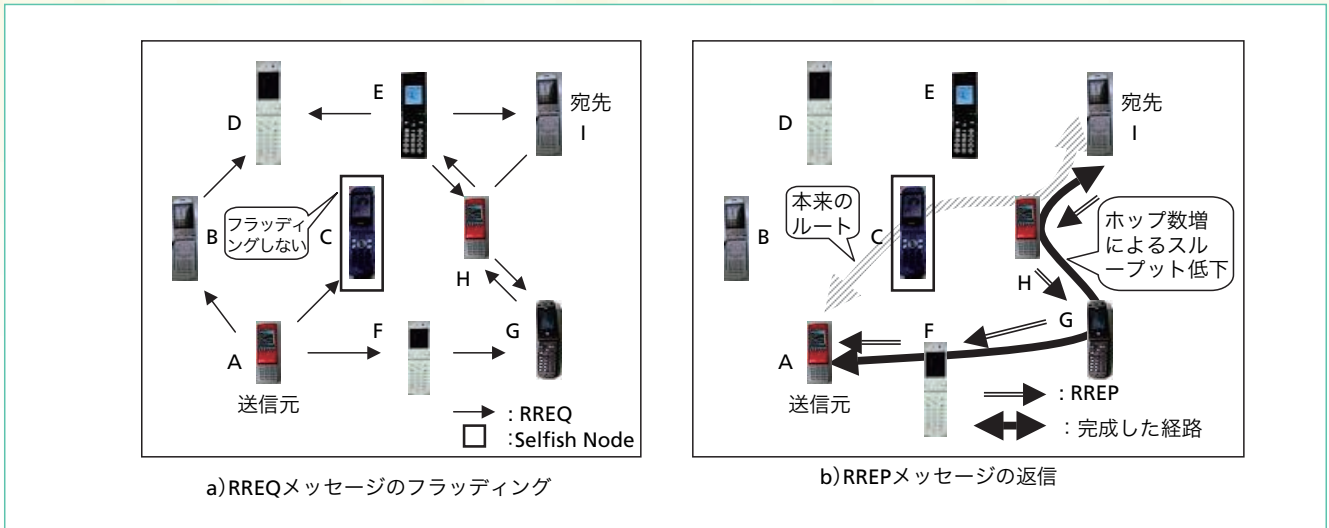 D
E
宛先
I
B
フラッディ
ングしない
C
H
A
F
G
送信元
: RREQ
:Selfish Node
a)RREQメッセージのフラッディング
D
E
宛先
I
B
本来の
ルート
C
ホップ数増
によるスル
ープット低下
H
A
F
G
送信元
: RREP
: 完成した経路
b)RREPメッセージの返信